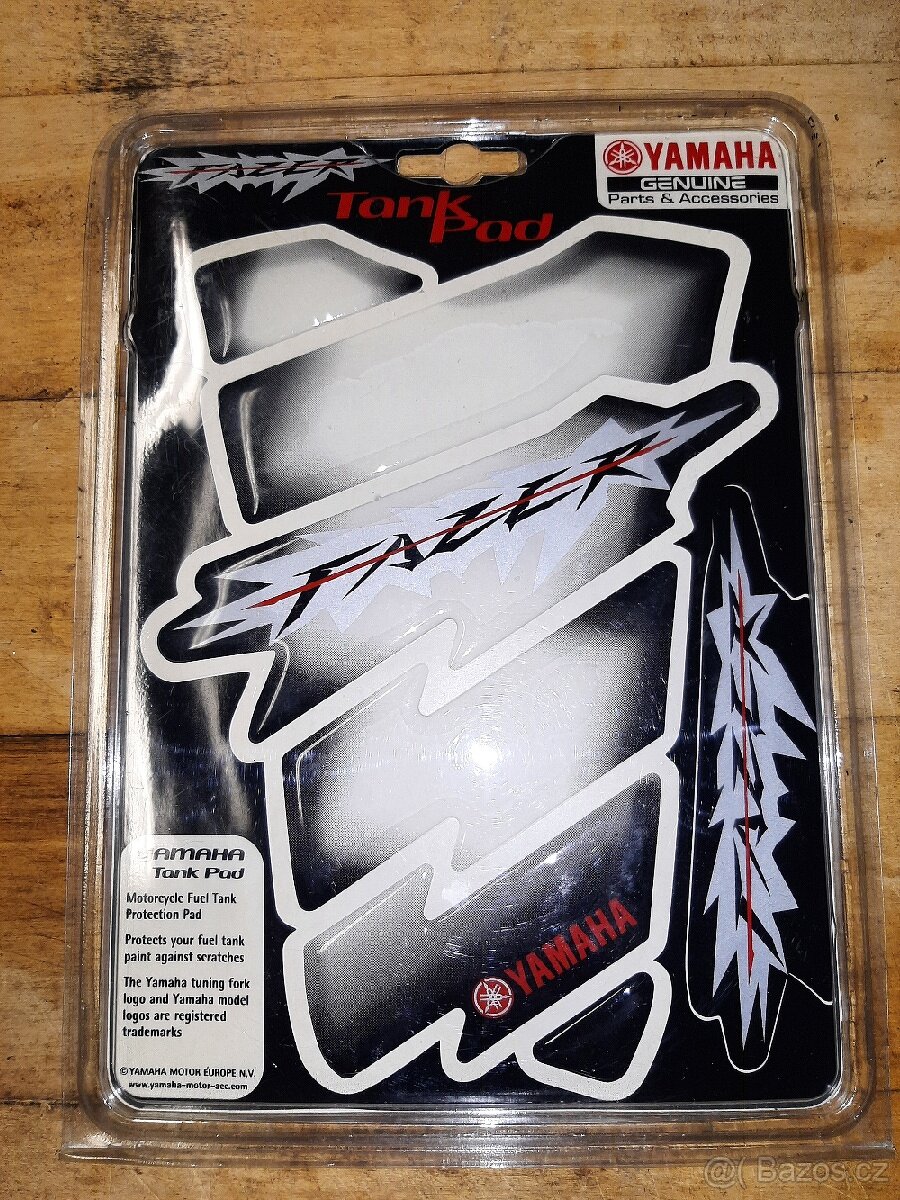 FAZER
YAMAHA
GENUINE
Parts & Accessories
Tank
Pad
FAZER
FAZER
YAMAHA
YAMAHA
Tank Pad
Motorcycle Fuel Tank
Protection Pad
Protects your fuel tank
paint against scratches
The Yamaha tuning fork
logo and Yamaha model
logos are registered
trademarks
©YAMAHA MOTOR EUROPE N.V.
www.yamaha-motor-acc.com
@( Bazos.cz